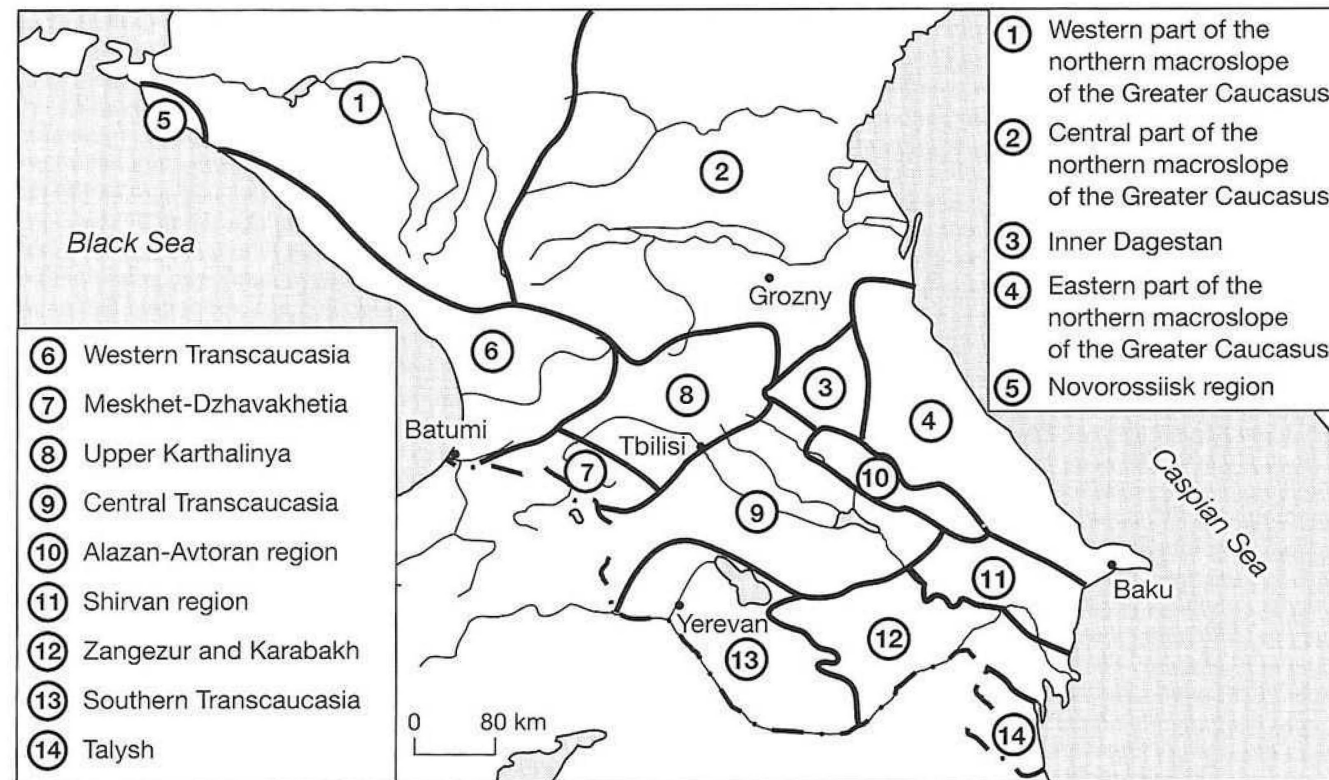 1 Western part of the
northern macroslope
of the Greater Caucasus
2 Central part of the
northern macroslope
of the Greater Caucasus
3 Inner Dagestan
4 Eastern part of the
northern macroslope
of the Greater Caucasus
5 Novorossiisk region
6 Western Transcaucasia
7 Meskhet-Dzhavakhetia
8 Upper Karthalinya
9 Central Transcaucasia
10 Alazan-Avtoran region
11 Shirvan region
12 Zangezur and Karabakh
13 Southern Transcaucasia
14 Talysh
1
5
2
Black Sea
Grozny
6
3
8
4
Batumi
Tbilisi
7
10
9
Caspian Sea
11
Baku
Yerevan
12
13
14
0 80 km